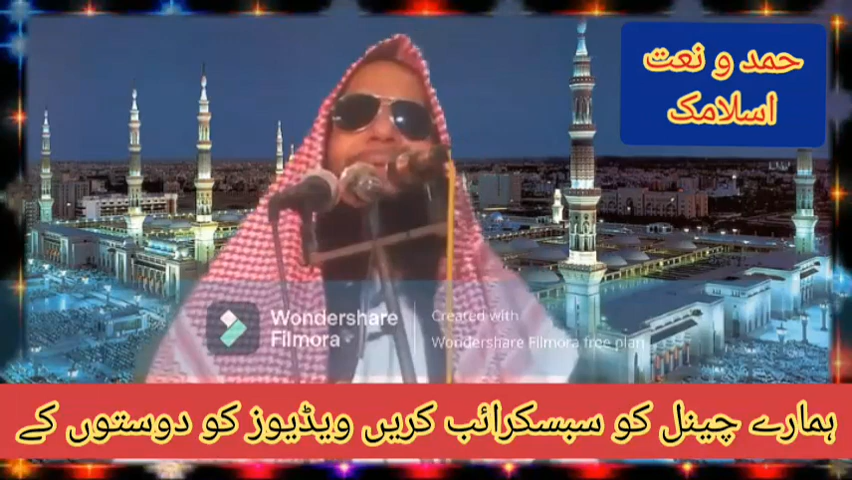 حمد و نعت
اسلامک
Wondershare
Filmora
Created with
Wondershare Filmora free plan
ہمارے چینل کو سبسکرائب کریں ویڈیوز کو دوستوں کے